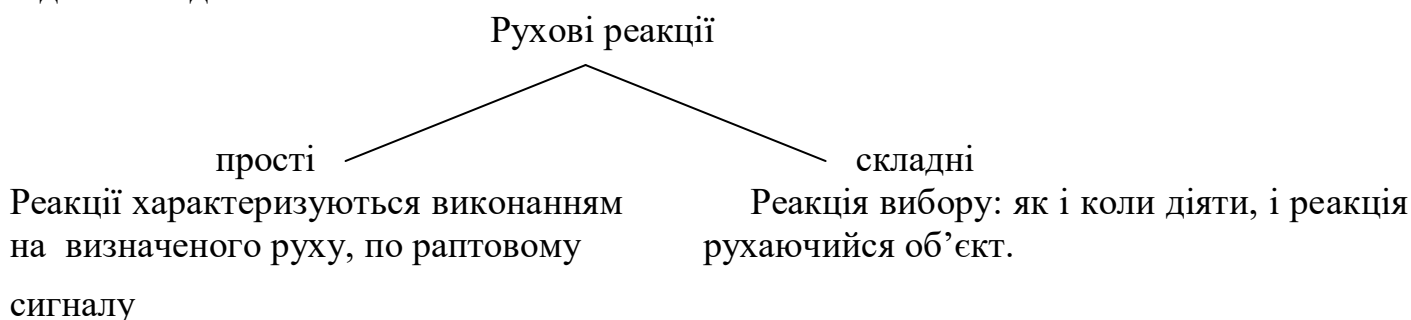 Рухові реакції
прості складні
Реакції характеризуються виконанням Реакція вибору: як і коли діяти, і реакція
на визначеного руху, по раптовому рухаючийся об’єкт.
сигналу